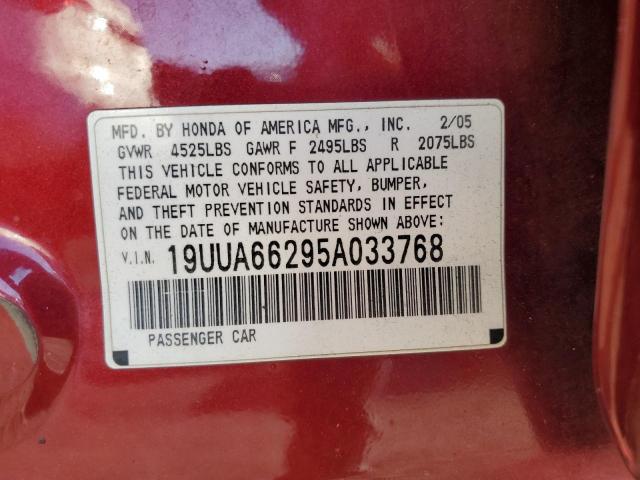 MFD. BY HONDA OF AMERICA MFG., INC. 2/05
GVWR 4525LBS GAWR F 2495LBS R 2075LBS
THIS VEHICLE CONFORMS TO ALL APPLICABLE
FEDERAL MOTOR VEHICLE SAFETY, BUMPER,
AND THEFT PREVENTION STANDARDS IN EFFECT
ON THE DATE OF MANUFACTURE SHOWN ABOVE:
V.I.N. 19UUA66295A033768
PASSENGER CAR